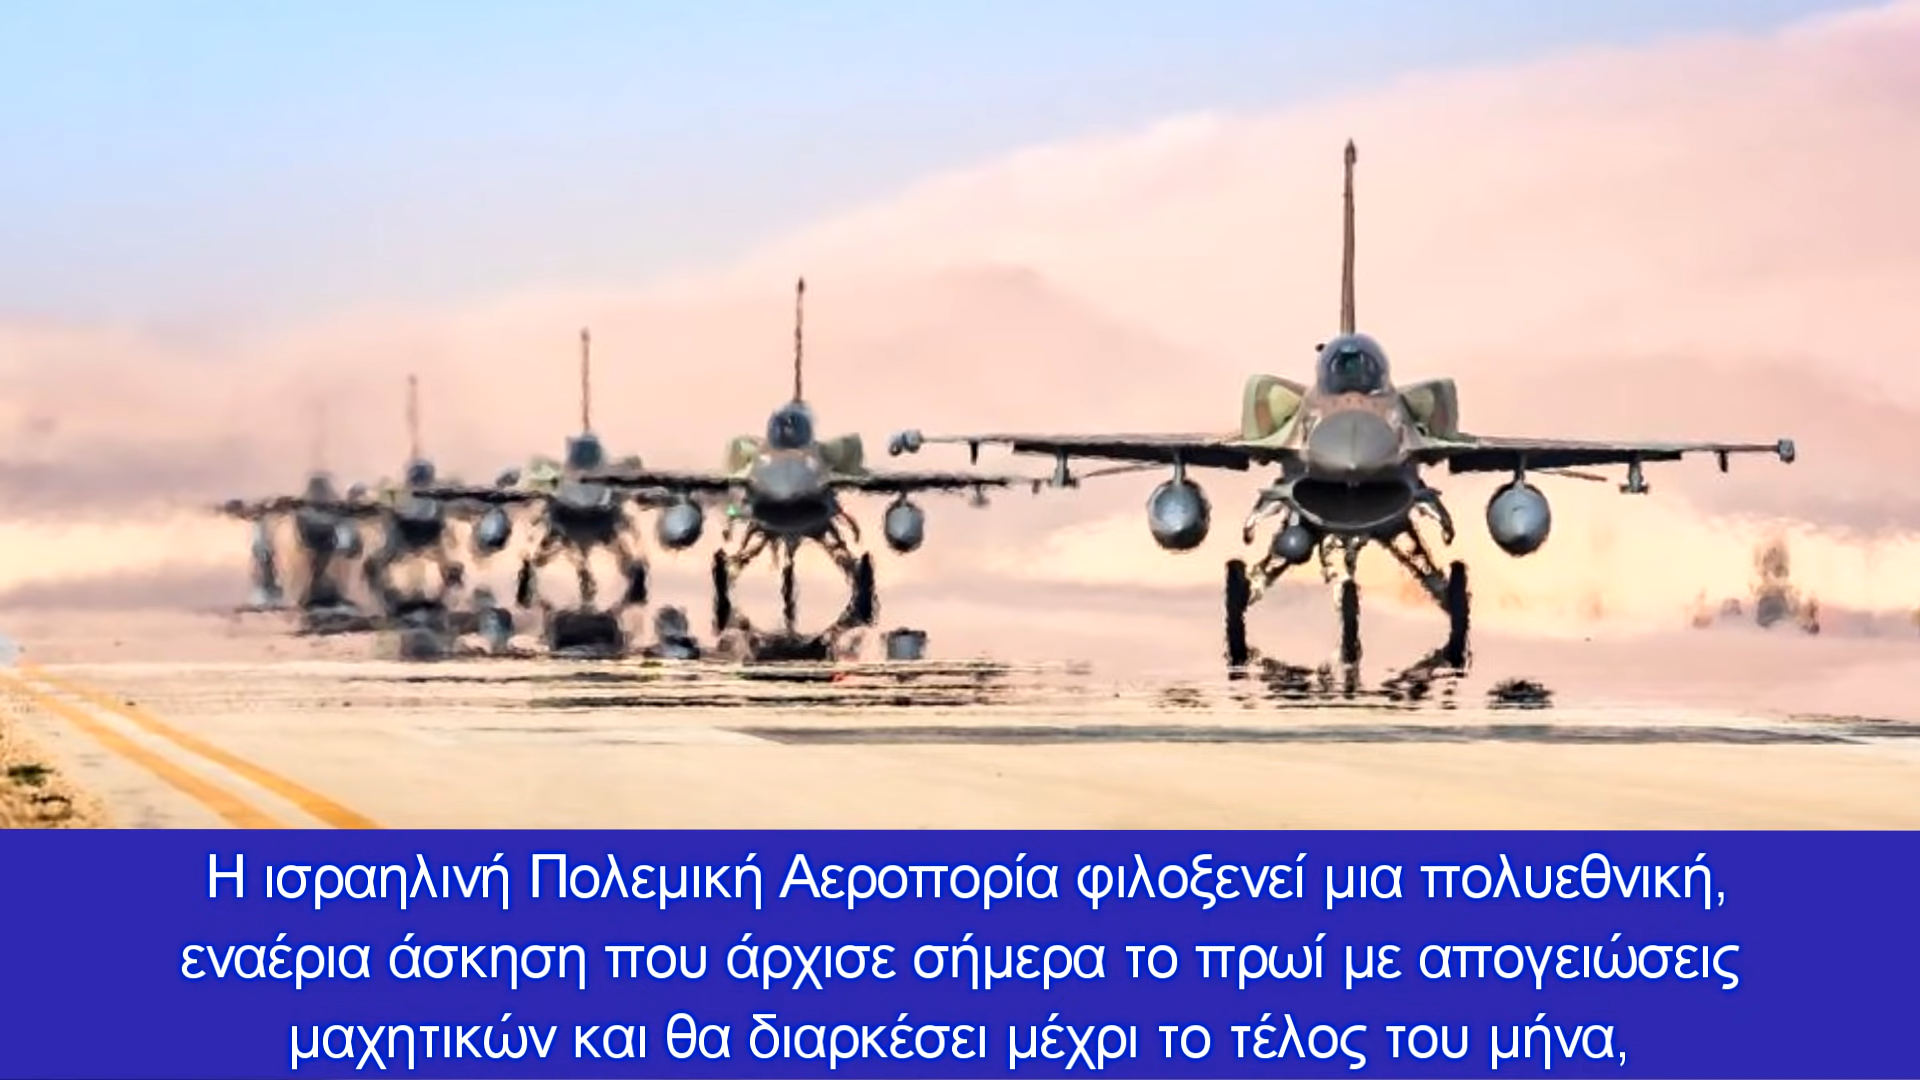 Η ισραηλινή Πολεμική Αεροπορία φιλοξενεί μια πολυεθνική,
εναέρια άσκηση που άρχισε σήμερα το πρωί με απογειώσεις
μαχητικών και θα διαρκέσει μέχρι το τέλος του μήνα,